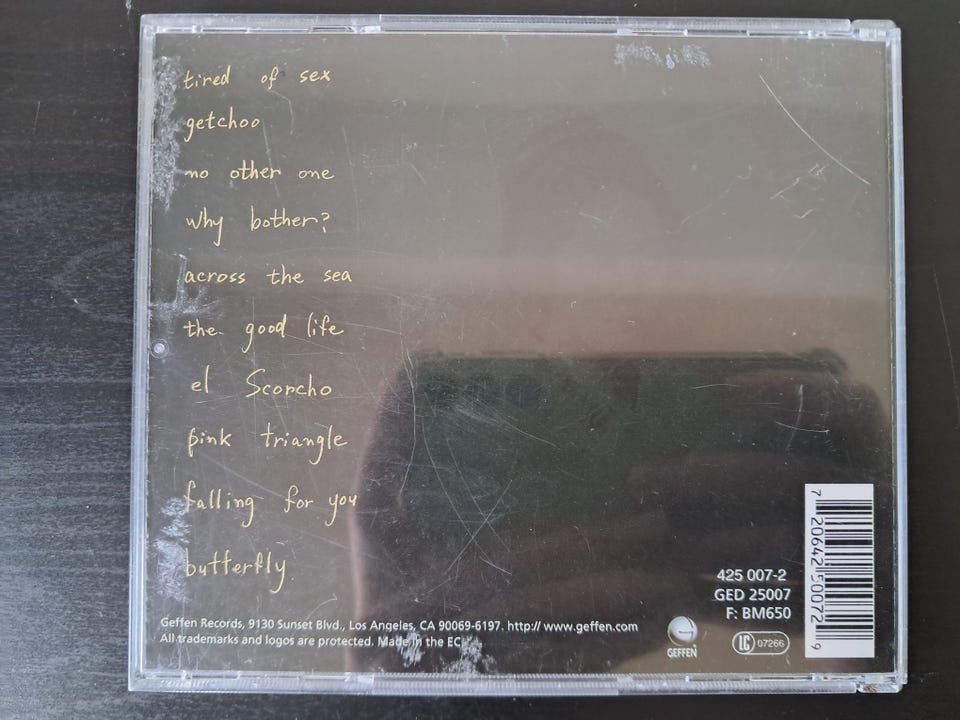 tired of sex
getchoo
no other one
why bother?
across the sea
the good life
el Scorcho
pink triangle
falling for you
butterfly
425 007-2
GED 25007
F: BM650
Geffen Records, 9130 Sunset Blvd., Los Angeles, CA 90069-6197. http:// www.geffen.com
All trademarks and logos are protected. Made in the EC.
GEFFEN
LC 07266
7 20642 50072 9